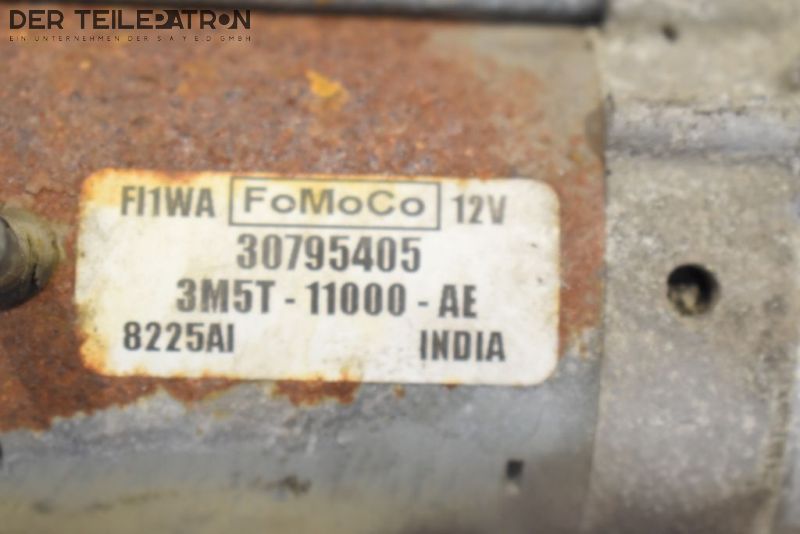 DER TEILEPATRON
EIN UNTERNEHMEN DER S A Y E D GMBH
FI1WA FoMoCo 12V
30795405
3M5T - 11000 - AE
8225AI INDIA